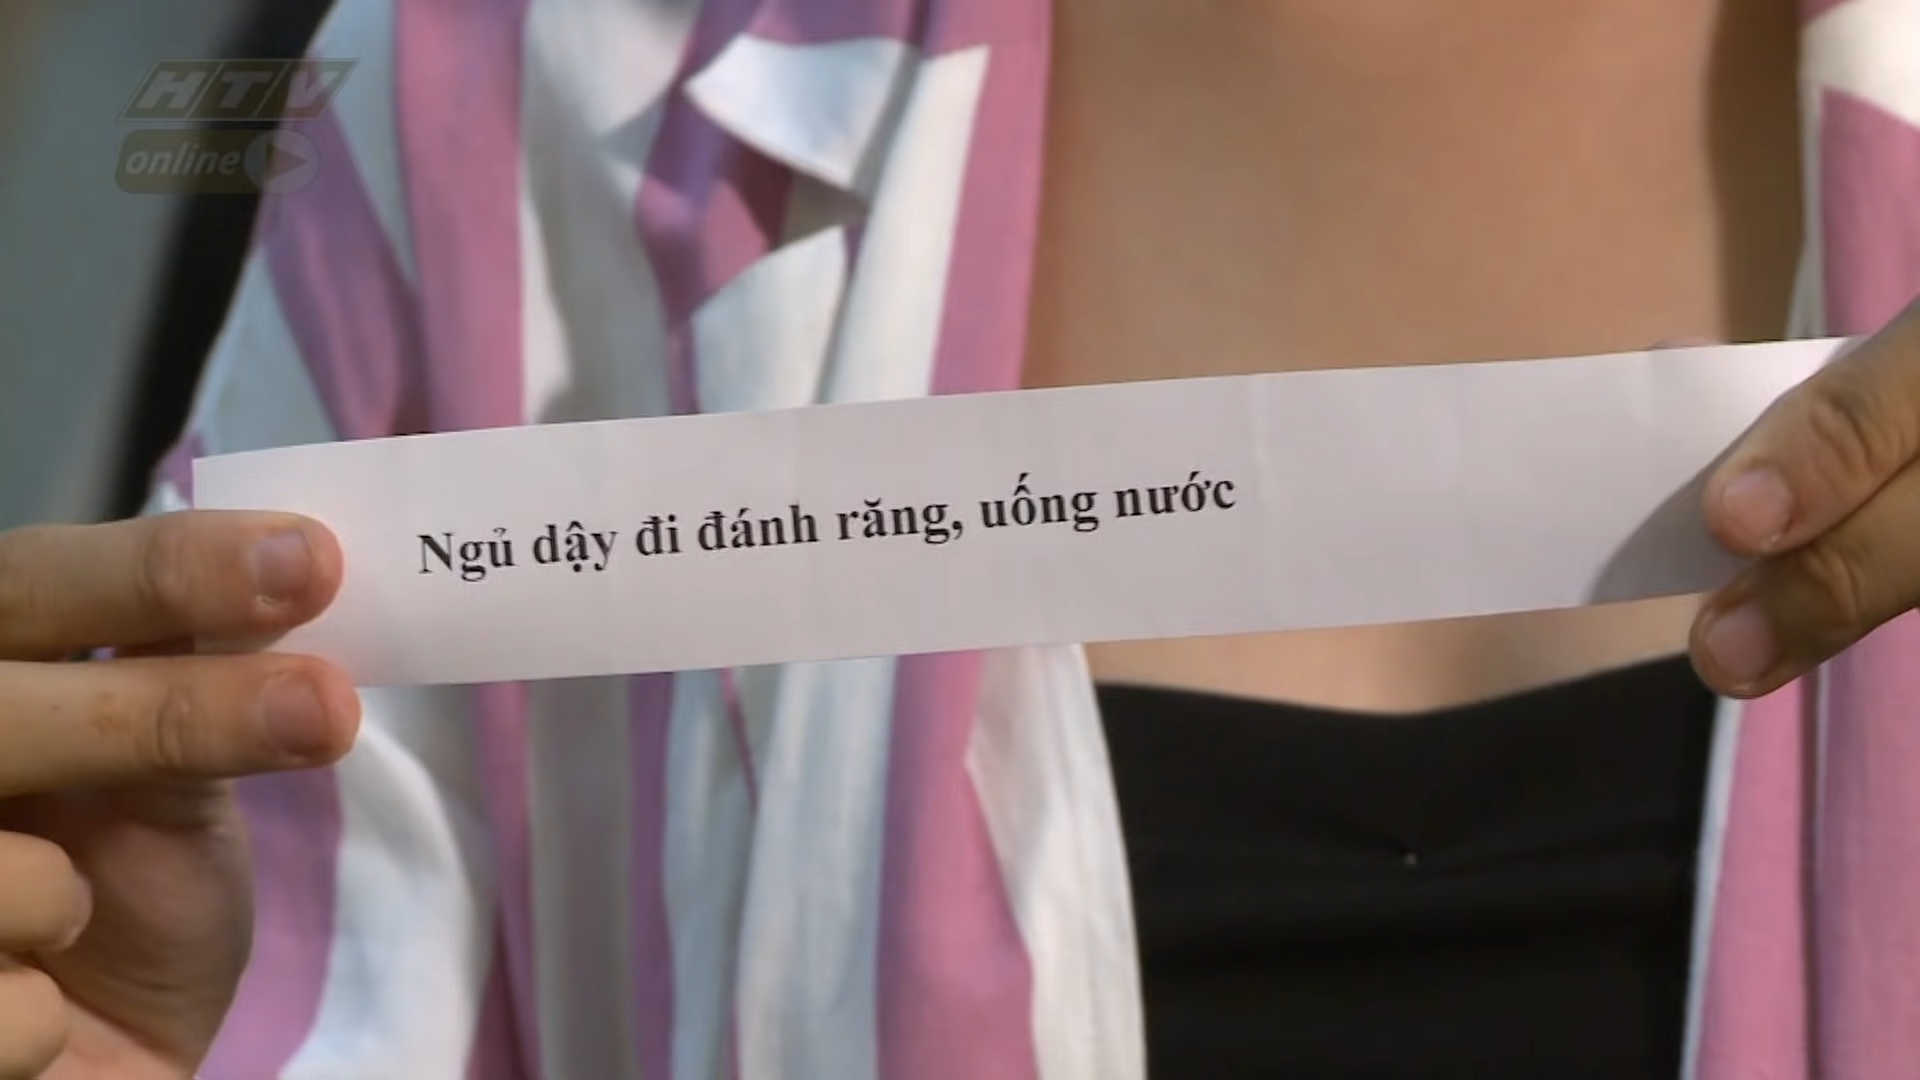 HTV
online
Ngủ dậy đi đánh răng, uống nước